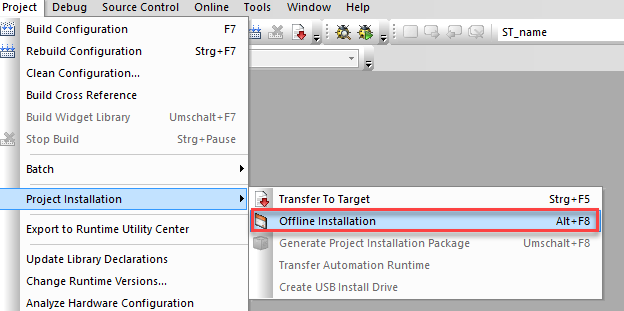 Project Debug Source Control Online Tools Window Help
Build Configuration F7
Rebuild Configuration Strg+F7
ST_name
Clean Configuration...
Build Cross Reference
Build Widget Library Umschalt+F7
Stop Build Strg+Pause
Batch
Project Installation
Transfer To Target Strg+F5
Offline Installation Alt+F8
Export to Runtime Utility Center
Generate Project Installation Package Umschalt+F8
Update Library Declarations
Transfer Automation Runtime
Change Runtime Versions...
Create USB Install Drive
Analyze Hardware Configuration